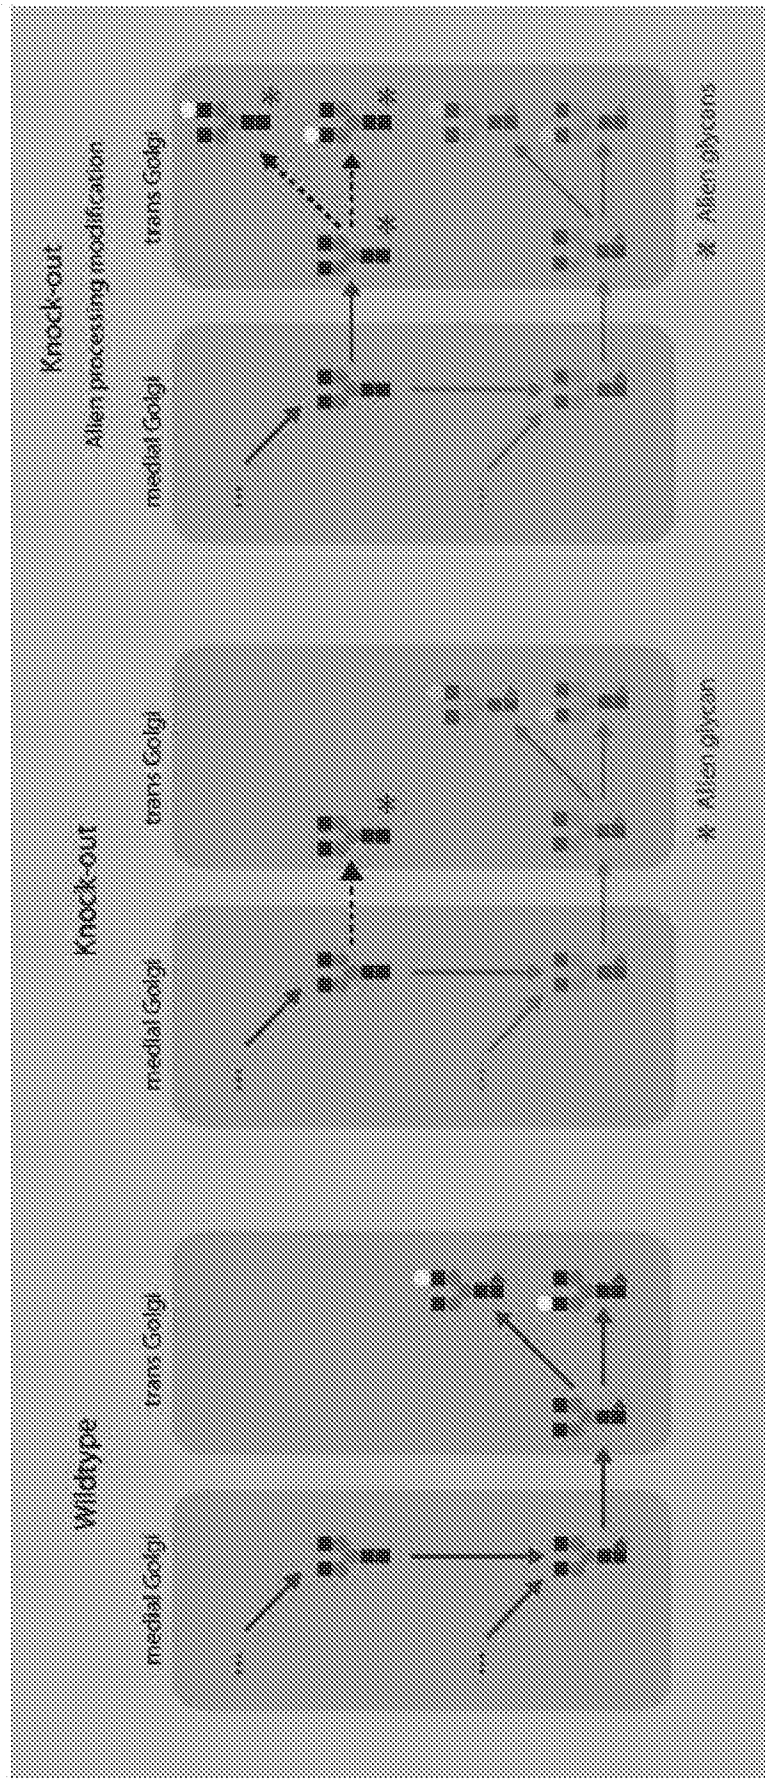 Wildtype
medial Golgi
trans Golgi
Knock-out
medial Golgi
trans Golgi
* Alien glycan
Knock-out
Alien processing modification
medial Golgi
trans Golgi
* Alien glycans